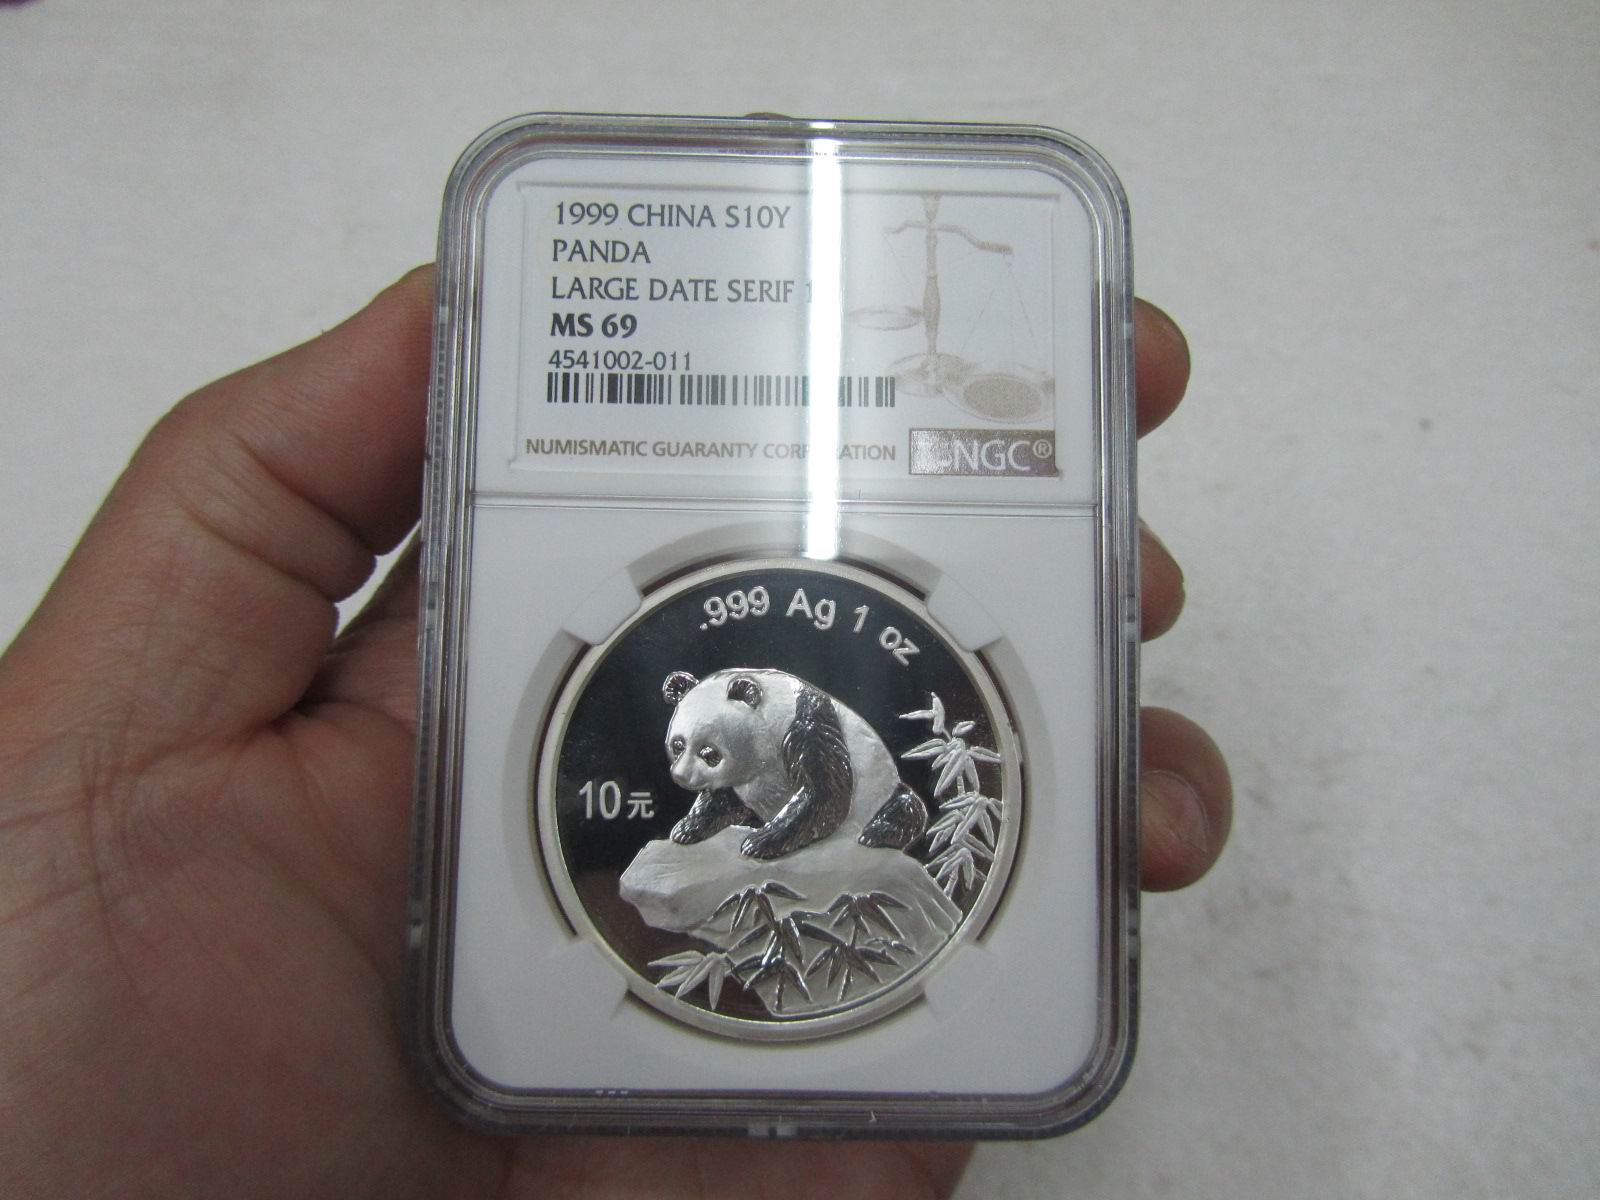 1999 CHINA S10Y
PANDA
LARGE DATE SERIF 1
MS 69
4541002-011
NUMISMATIC GUARANTY CORPORATION
NGC®
.999 Ag 1 oz
10元